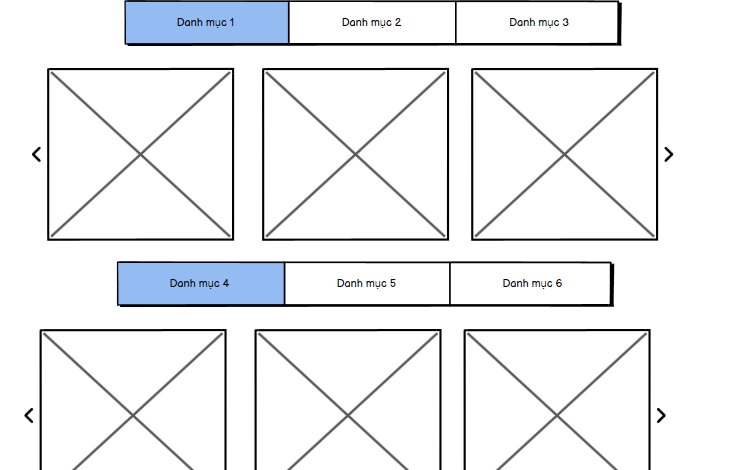 Danh mục 1
Danh mục 2
Danh mục 3
Danh mục 4
Danh mục 5
Danh mục 6